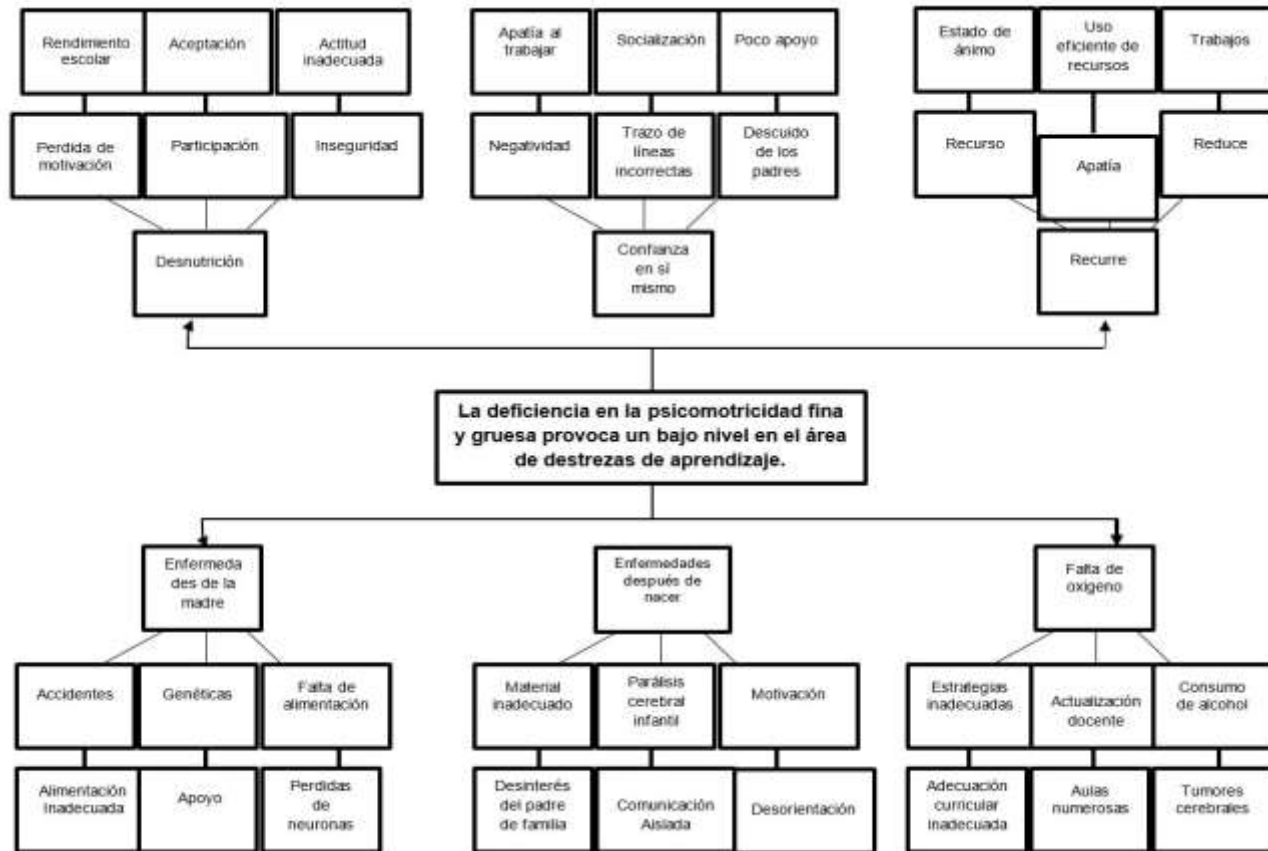 Rendimiento
escolar
Aceptación
Actitud
inadecuada
Apatía al
trabajar
Socialización
Poco apoyo
Estado de
ánimo
Uso
eficiente de
recursos
Trabajos
Perdida de
motivación
Participación
Inseguridad
Negatividad
Trazo de
líneas
incorrectas
Descuido
de los
padres
Recurso
Apatía
Reduce
Desnutrición
Confianza
en sí
mismo
Recurre
La deficiencia en la psicomotricidad fina
y gruesa provoca un bajo nivel en el área
de destrezas de aprendizaje.
Enfermeda
des de la
madre
Enfermedades
después de
nacer
Falta de
oxigeno
Accidentes
Genéticas
Falta de
alimentación
Material
inadecuado
Parálisis
cerebral
infantil
Motivación
Estrategias
inadecuadas
Actualización
docente
Consumo
de alcohol
Alimentación
Inadecuada
Apoyo
Perdidas
de
neuronas
Desinterés
del padre
de familia
Comunicación
Aislada
Desorientación
Adecuación
curricular
Inadecuada
Aulas
numerosas
Tumores
cerebrales